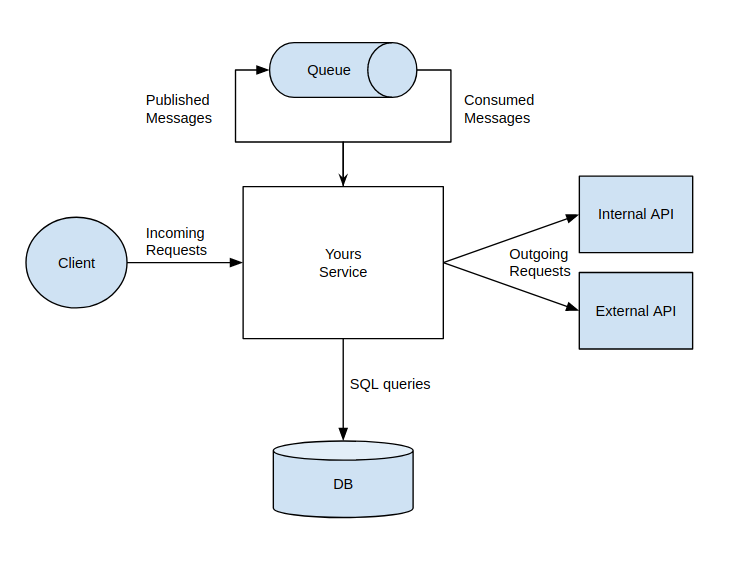 Queue
Published
Messages
Consumed
Messages
Client
Incoming
Requests
Yours
Service
Outgoing
Requests
Internal API
External API
SQL queries
DB